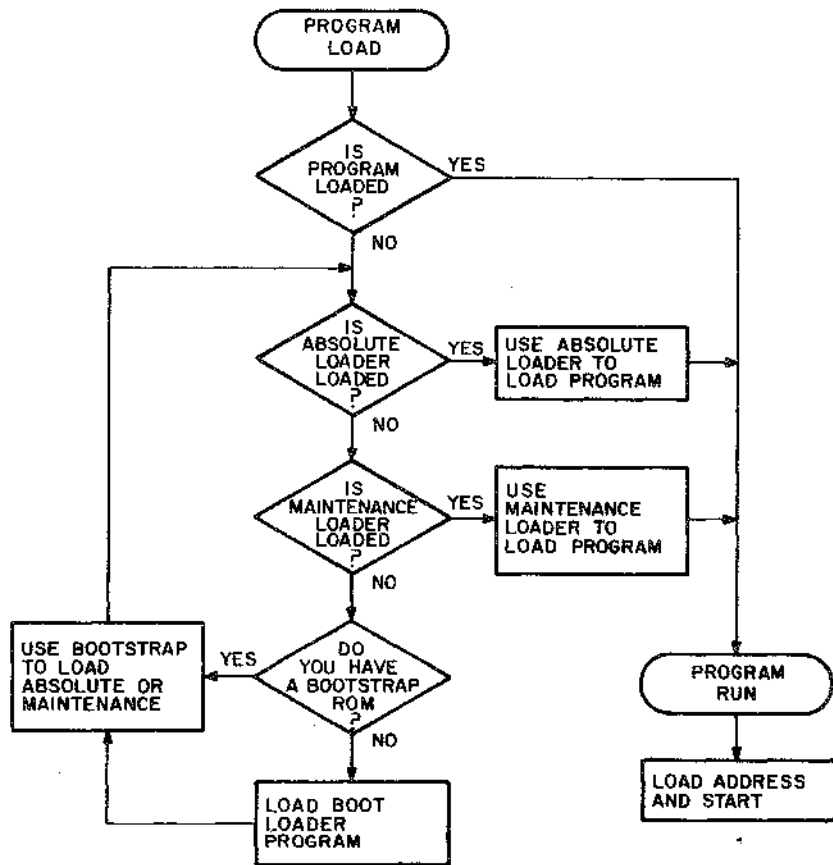 PROGRAM
LOAD
IS
PROGRAM
LOADED
?
YES
NO
IS
ABSOLUTE
LOADER
LOADED
?
YES
USE ABSOLUTE
LOADER TO
LOAD PROGRAM
NO
IS
MAINTENANCE
LOADER
LOADED
?
YES
USE
MAINTENANCE
LOADER TO
LOAD PROGRAM
NO
DO
YOU HAVE
A BOOTSTRAP
ROM
?
YES
USE BOOTSTRAP
TO LOAD
ABSOLUTE OR
MAINTENANCE
NO
LOAD BOOT
LOADER
PROGRAM
PROGRAM
RUN
LOAD ADDRESS
AND START